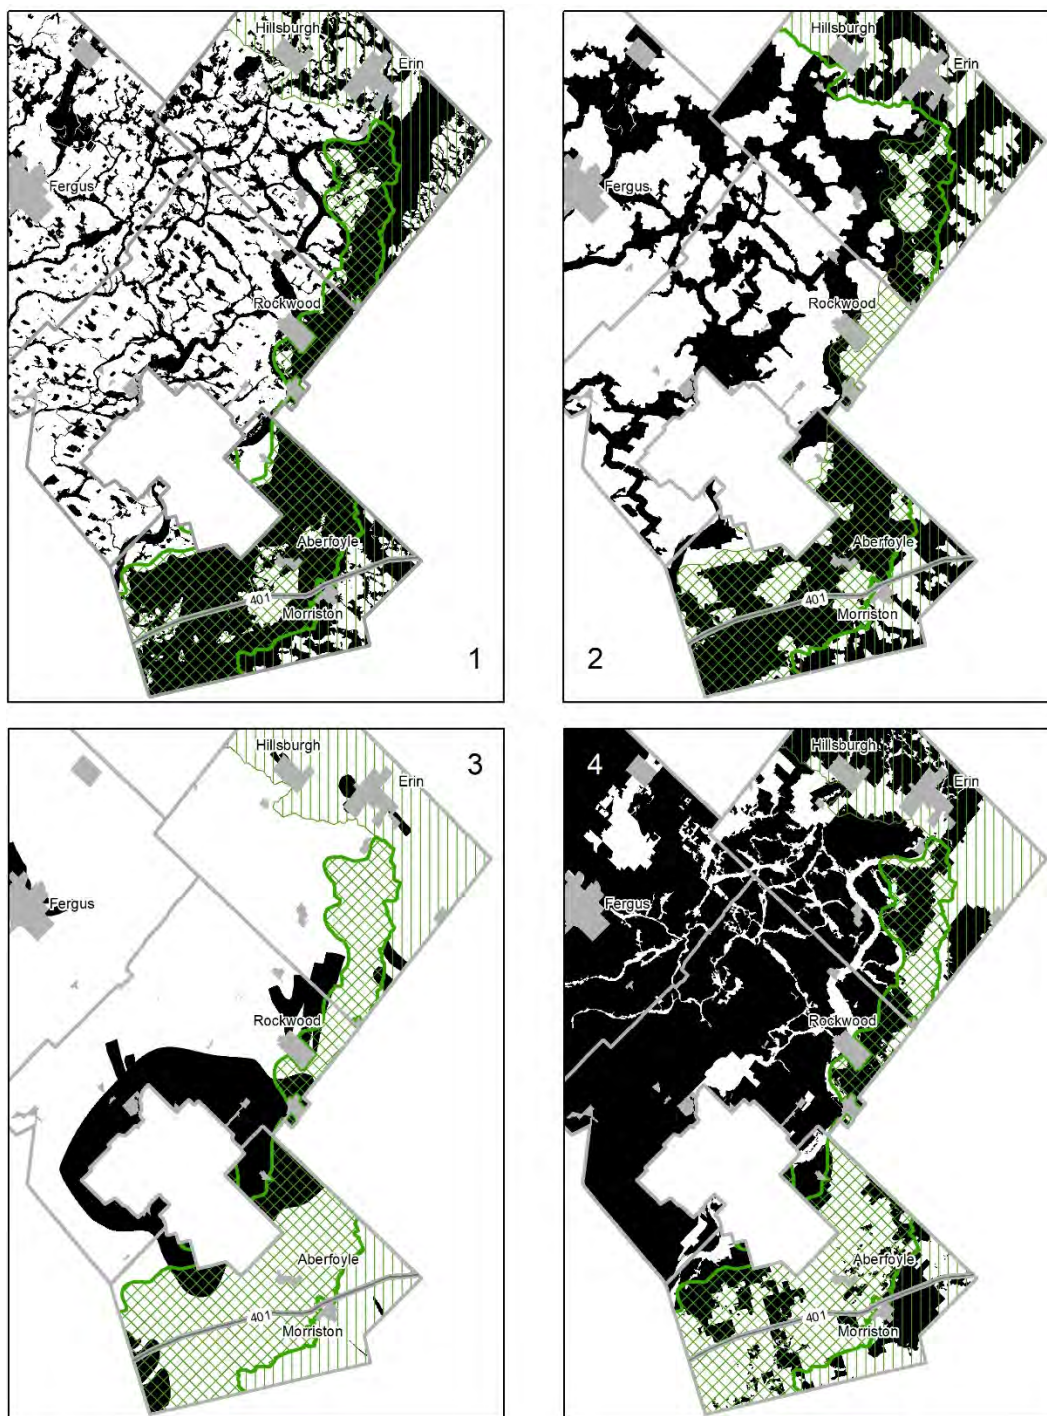 Hillsburgh
Erin
Fergus
Rockwood
Aberfoyle
401
Morriston
1
Hillsburgh
Erin
Fergus
Rockwood
Aberfoyle
401
Morriston
2
3
Hillsburgh
Erin
Fergus
Rockwood
Aberfoyle
401
Morriston
4
Hillsburgh
Erin
Fergus
Rockwood
Aberfoyle
401
Morriston